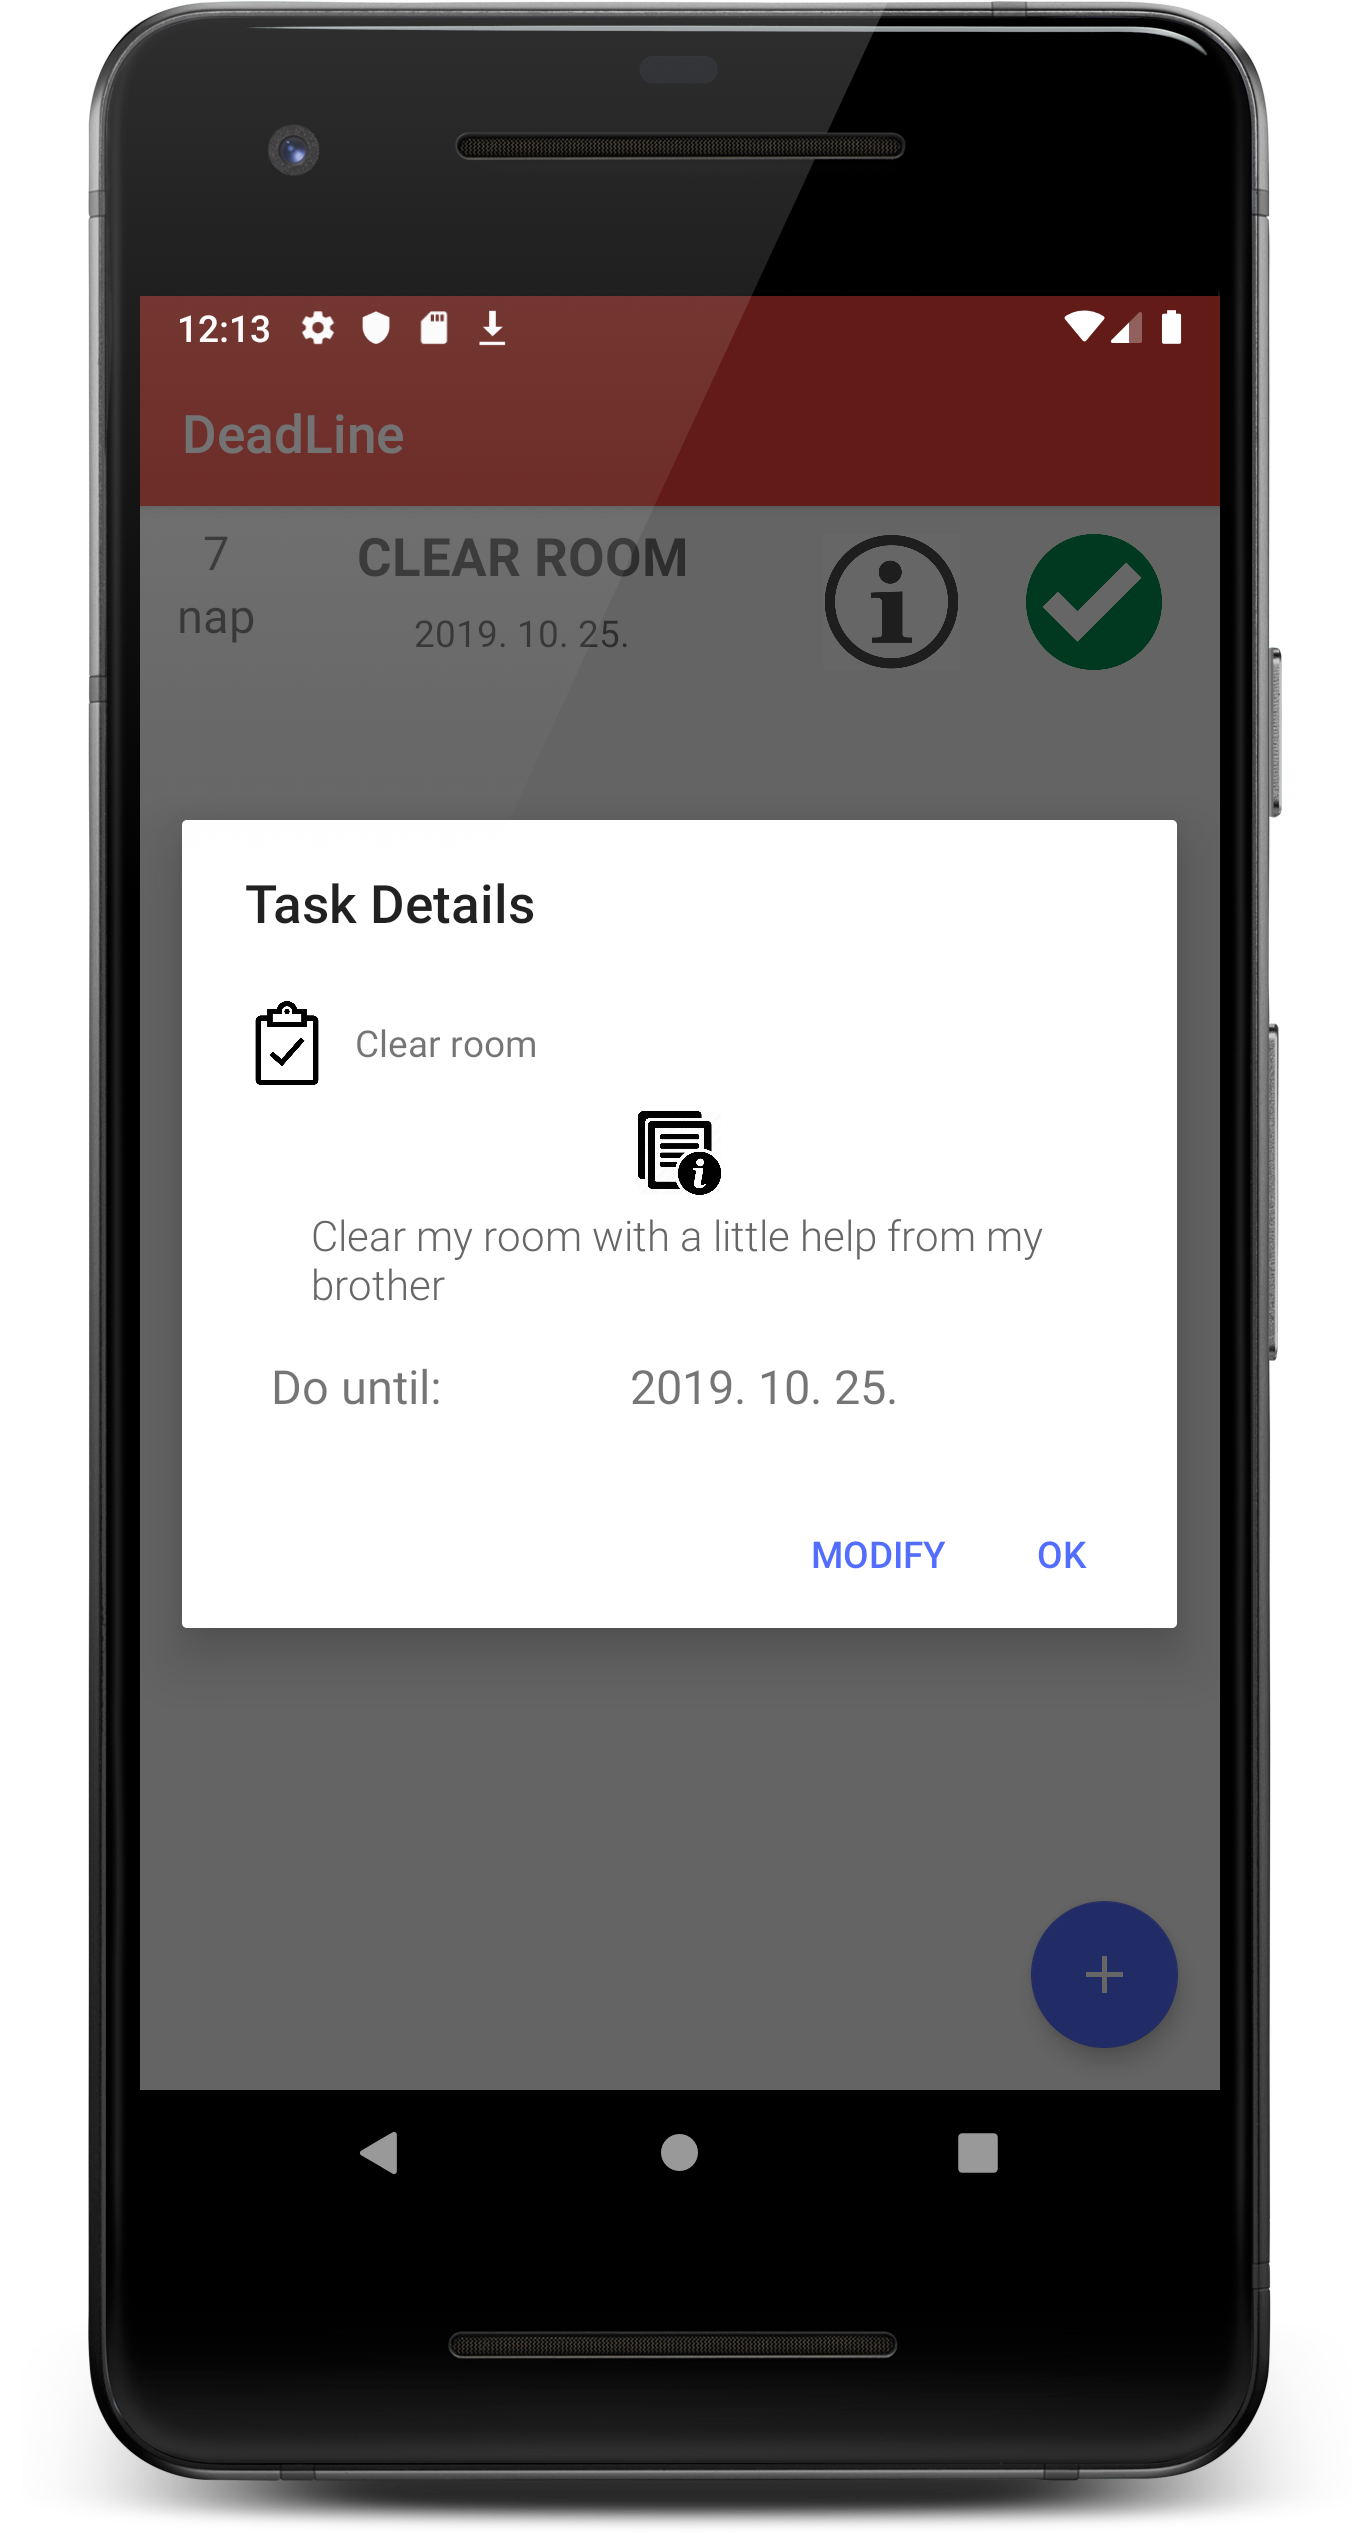 12:13
DeadLine
7
nap
CLEAR ROOM
2019. 10. 25.
Task Details
Clear room
Clear my room with a little help from my
brother
Do until: 2019. 10. 25.
MODIFY OK